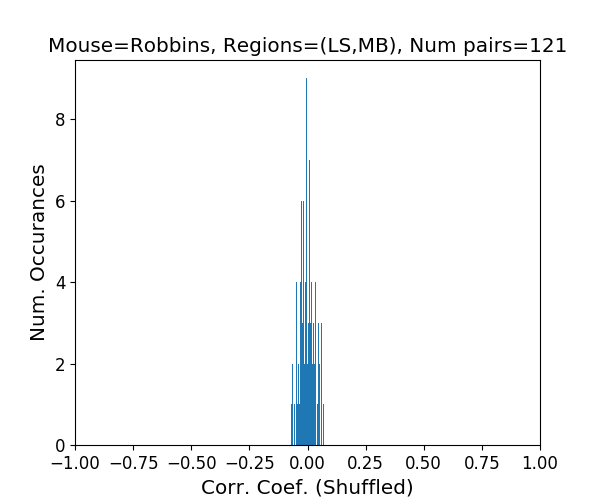 Mouse=Robbins, Regions=(LS,MB), Num pairs=121
Num. Occurances
8
6
4
2
0
−1.00 −0.75 −0.50 −0.25 0.00 0.25 0.50 0.75 1.00
Corr. Coef. (Shuffled)